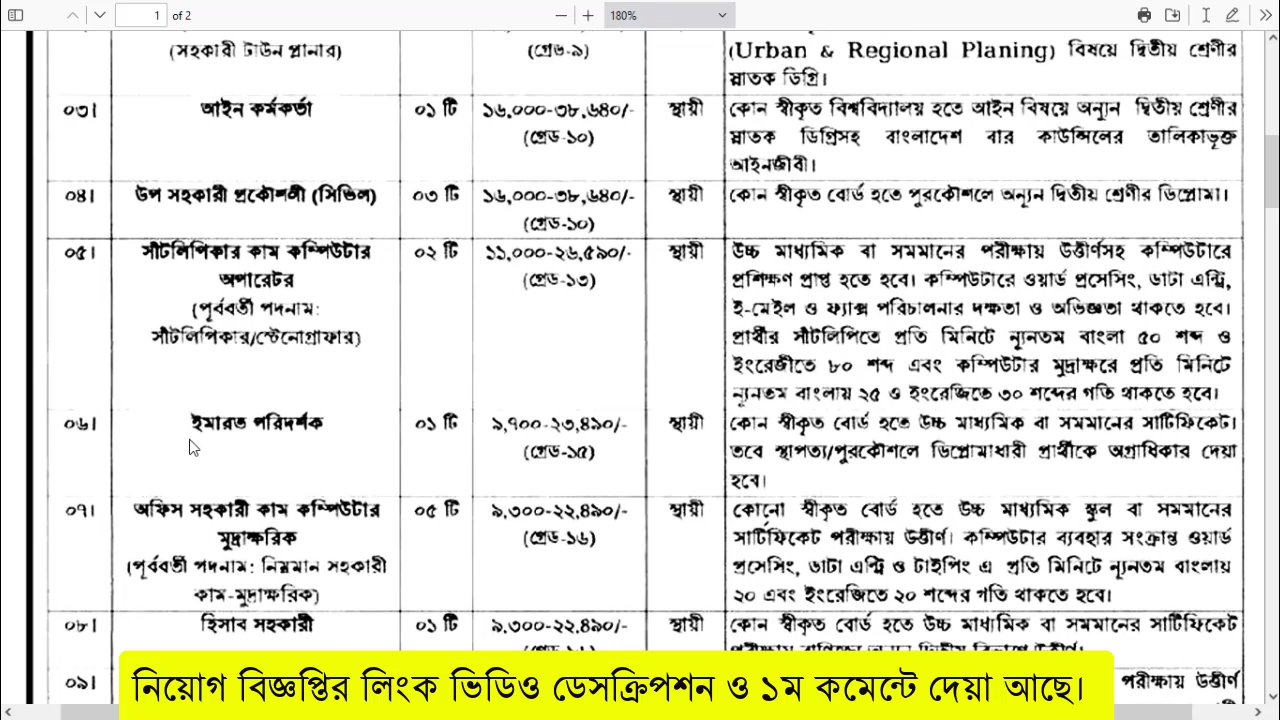 1 of 2
180%
(সহকারী টাউন প্লানার)
(গ্রেড-৯)
(Urban & Regional Planing) বিষয়ে দ্বিতীয় শ্রেণীর
স্নাতক ডিগ্রি।
০৩।
আইন কর্মকর্তা
০১ টি
১৬,০০০-৩৮,৬৪০/-
(গ্রেড-১০)
স্থায়ী
কোন স্বীকৃত বিশ্ববিদ্যালয় হতে আইন বিষয়ে অন্যুন দ্বিতীয় শ্রেণীর
স্নাতক ডিগ্রিসহ বাংলাদেশ বার কাউন্সিলের তালিকাভূক্ত
আইনজীবী।
০৪।
উপ সহকারী প্রকৌশলী (সিভিল)
০৩ টি
১৬,০০০-৩৮,৬৪০/-
(গ্রেড-১০)
স্থায়ী
কোন স্বীকৃত বোর্ড হতে পুরকৌশলে অন্যূন দ্বিতীয় শ্রেণীর ডিপ্লোমা।
০৫।
সাঁটলিপিকার কাম কম্পিউটার
অপারেটর
(পূর্ববর্তী পদনাম:
সাঁটলিপিকার/স্টেনোগ্রাফার)
০২ টি
১১,০০০-২৬,৫৯০/-
(গ্রেড-১৩)
স্থায়ী
উচ্চ মাধ্যমিক বা সমমানের পরীক্ষায় উত্তীর্ণসহ কম্পিউটারে
প্রশিক্ষণ প্রাপ্ত হতে হবে। কম্পিউটারে ওয়ার্ড প্রসেসিং, ডাটা এন্ট্রি,
ই-মেইল ও ফ্যাক্স পরিচালনার দক্ষতা ও অভিজ্ঞতা থাকতে হবে।
প্রার্থীর সাঁটলিপিতে প্রতি মিনিটে ন্যূনতম বাংলা ৫০ শব্দ ও
ইংরেজীতে ৮০ শব্দ এবং কম্পিউটার মুদ্রাক্ষরে প্রতি মিনিটে
ন্যূনতম বাংলায় ২৫ ও ইংরেজিতে ৩০ শব্দের গতি থাকতে হবে।
০৬।
ইমারত পরিদর্শক
০১ টি
৯,৭০০-২৩,৪৯০/-
(গ্রেড-১৫)
স্থায়ী
কোন স্বীকৃত বোর্ড হতে উচ্চ মাধ্যমিক বা সমমানের সার্টিফিকেট।
তবে স্থাপত্য/পুরকৌশলে ডিপ্লোমাধারী প্রার্থীকে অগ্রাধিকার দেয়া
হবে।
০৭।
অফিস সহকারী কাম কম্পিউটার
মুদ্রাক্ষরিক
(পূর্ববর্তী পদনাম: নিম্নমান সহকারী
কাম-মুদ্রাক্ষরিক)
০৫ টি
৯,৩০০-২২,৪৯০/-
(গ্রেড-১৬)
স্থায়ী
কোনো স্বীকৃত বোর্ড হতে উচ্চ মাধ্যমিক স্কুল বা সমমানের
সার্টিফিকেট পরীক্ষায় উত্তীর্ণ। কম্পিউটার ব্যবহার সংক্রান্ত ওয়ার্ড
প্রসেসিং, ডাটা এন্ট্রি ও টাইপিং এ প্রতি মিনিটে ন্যূনতম বাংলায়
২০ এবং ইংরেজিতে ২০ শব্দের গতি থাকতে হবে।
০৮।
হিসাব সহকারী
০১ টি
৯,৩০০-২২,৪৯০/-
স্থায়ী
কোন স্বীকৃত বোর্ড হতে উচ্চ মাধ্যমিক বা সমমানের সার্টিফিকেট
০৯।
পরীক্ষায় উত্তীর্ণ
নিয়োগ বিজ্ঞপ্তির লিংক ভিডিও ডেসক্রিপশন ও ১ম কমেন্টে দেয়া আছে।